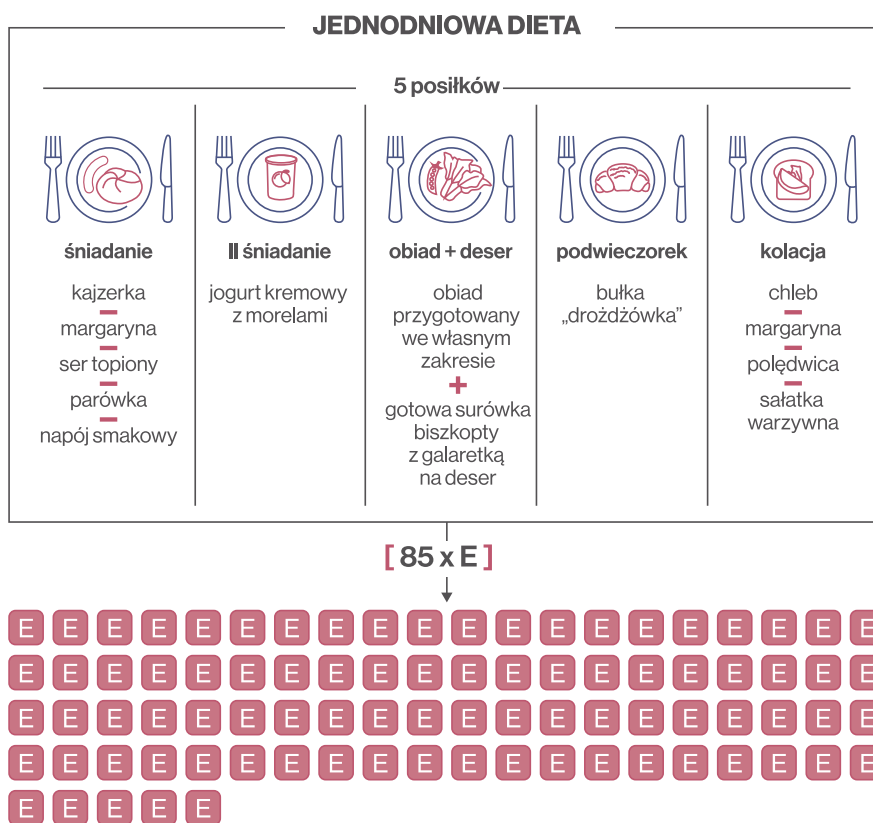 JEDNODNIOWA DIETA
5 posiłków
śniadanie
kajzerka
margaryna
ser topiony
parówka
napój smakowy
II śniadanie
jogurt kremowy
z morelami
obiad + deser
obiad
przygotowany
we własnym
zakresie
+
gotowa surówka
biszkopty
z galaretką
na deser
podwieczorek
bułka
„drożdżówka”
kolacja
chleb
margaryna
polędwica
sałatka
warzywna
[ 85 x E ]
E E E E E E E E E E E E E E E E E E E E
E E E E E E E E E E E E E E E E E E E E
E E E E E E E E E E E E E E E E E E E E
E E E E E E E E E E E E E E E E E E E E
E E E E E